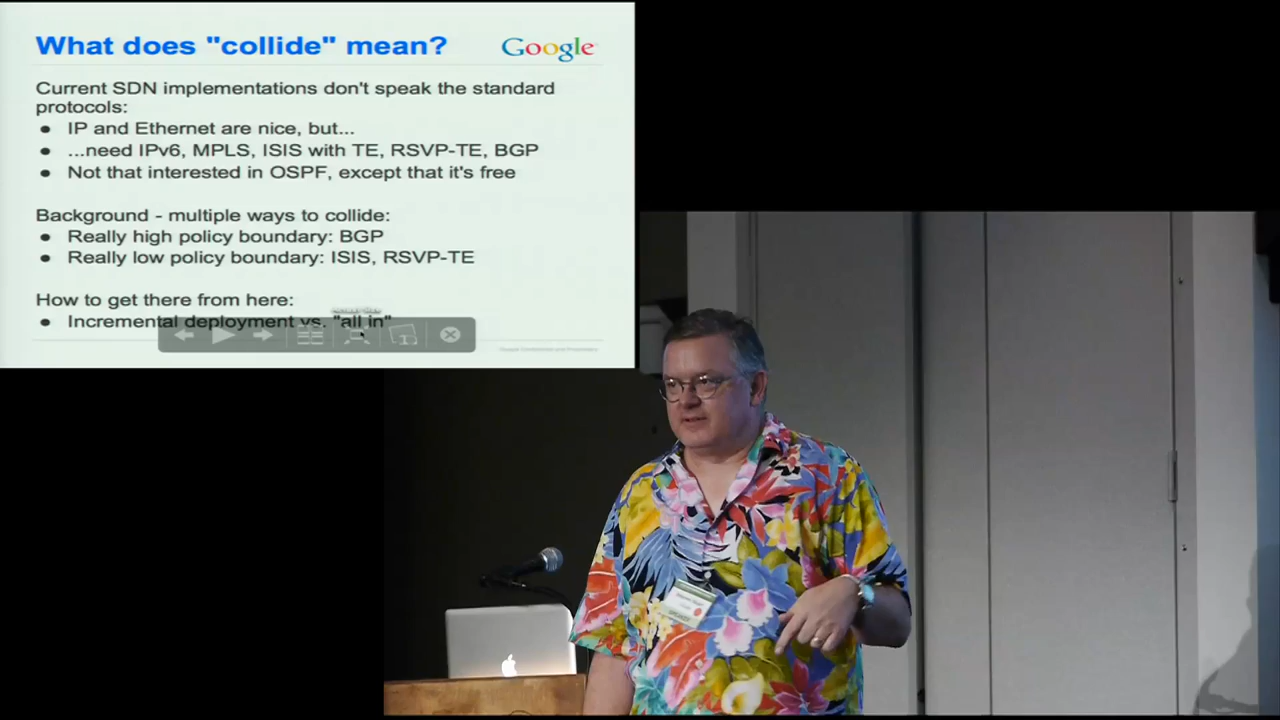 What does "collide" mean?
Google
Current SDN implementations don't speak the standard
protocols:
● IP and Ethernet are nice, but...
● ...need IPv6, MPLS, ISIS with TE, RSVP-TE, BGP
● Not that interested in OSPF, except that it's free
Background - multiple ways to collide:
● Really high policy boundary: BGP
● Really low policy boundary: ISIS, RSVP-TE
How to get there from here:
● Incremental deployment vs. "all in"